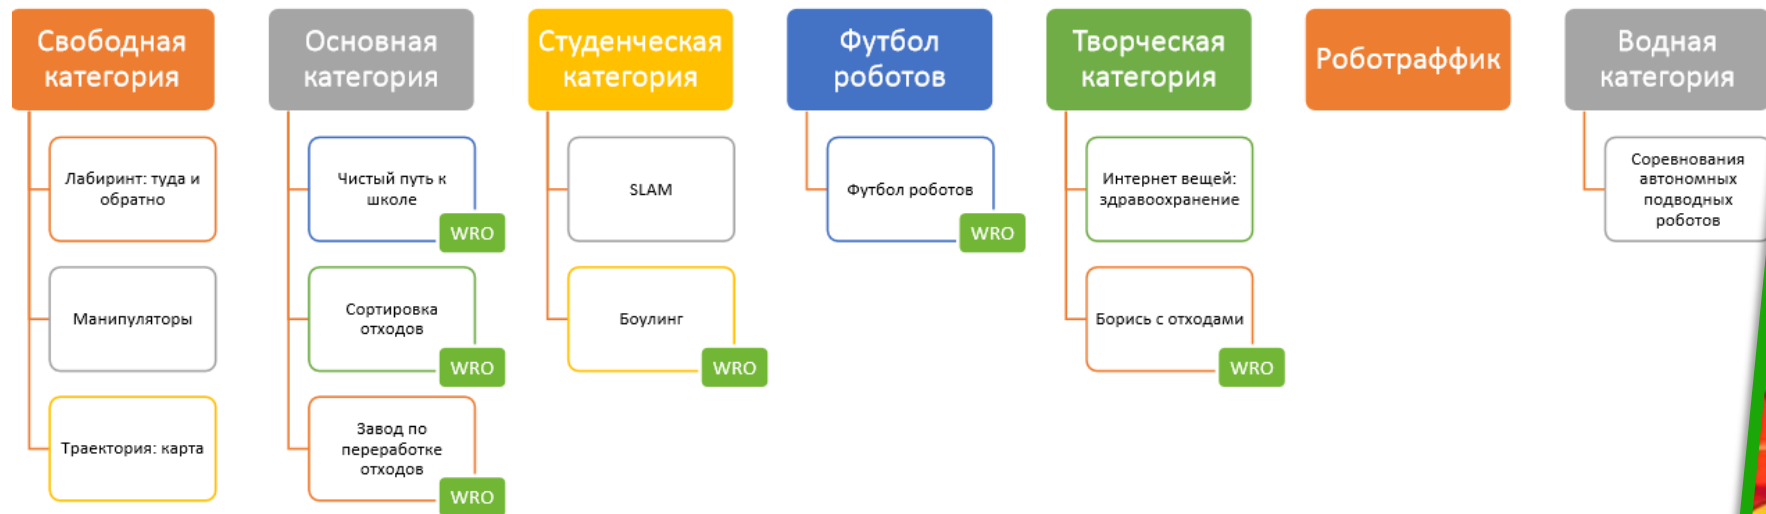 Свободная
категория
Лабиринт: туда и
обратно
Манипуляторы
Траектория: карта
Основная
категория
Чистый путь к
школе
WRO
Сортировка
отходов
WRO
Завод по
переработке
отходов
WRO
Студенческая
категория
SLAM
Боулинг
WRO
Футбол
роботов
Футбол роботов
WRO
Творческая
категория
Интернет вещей:
здравоохранение
Борись с отходами
WRO
Роботраффик
Водная
категория
Соревнования
автономных
подводных
роботов